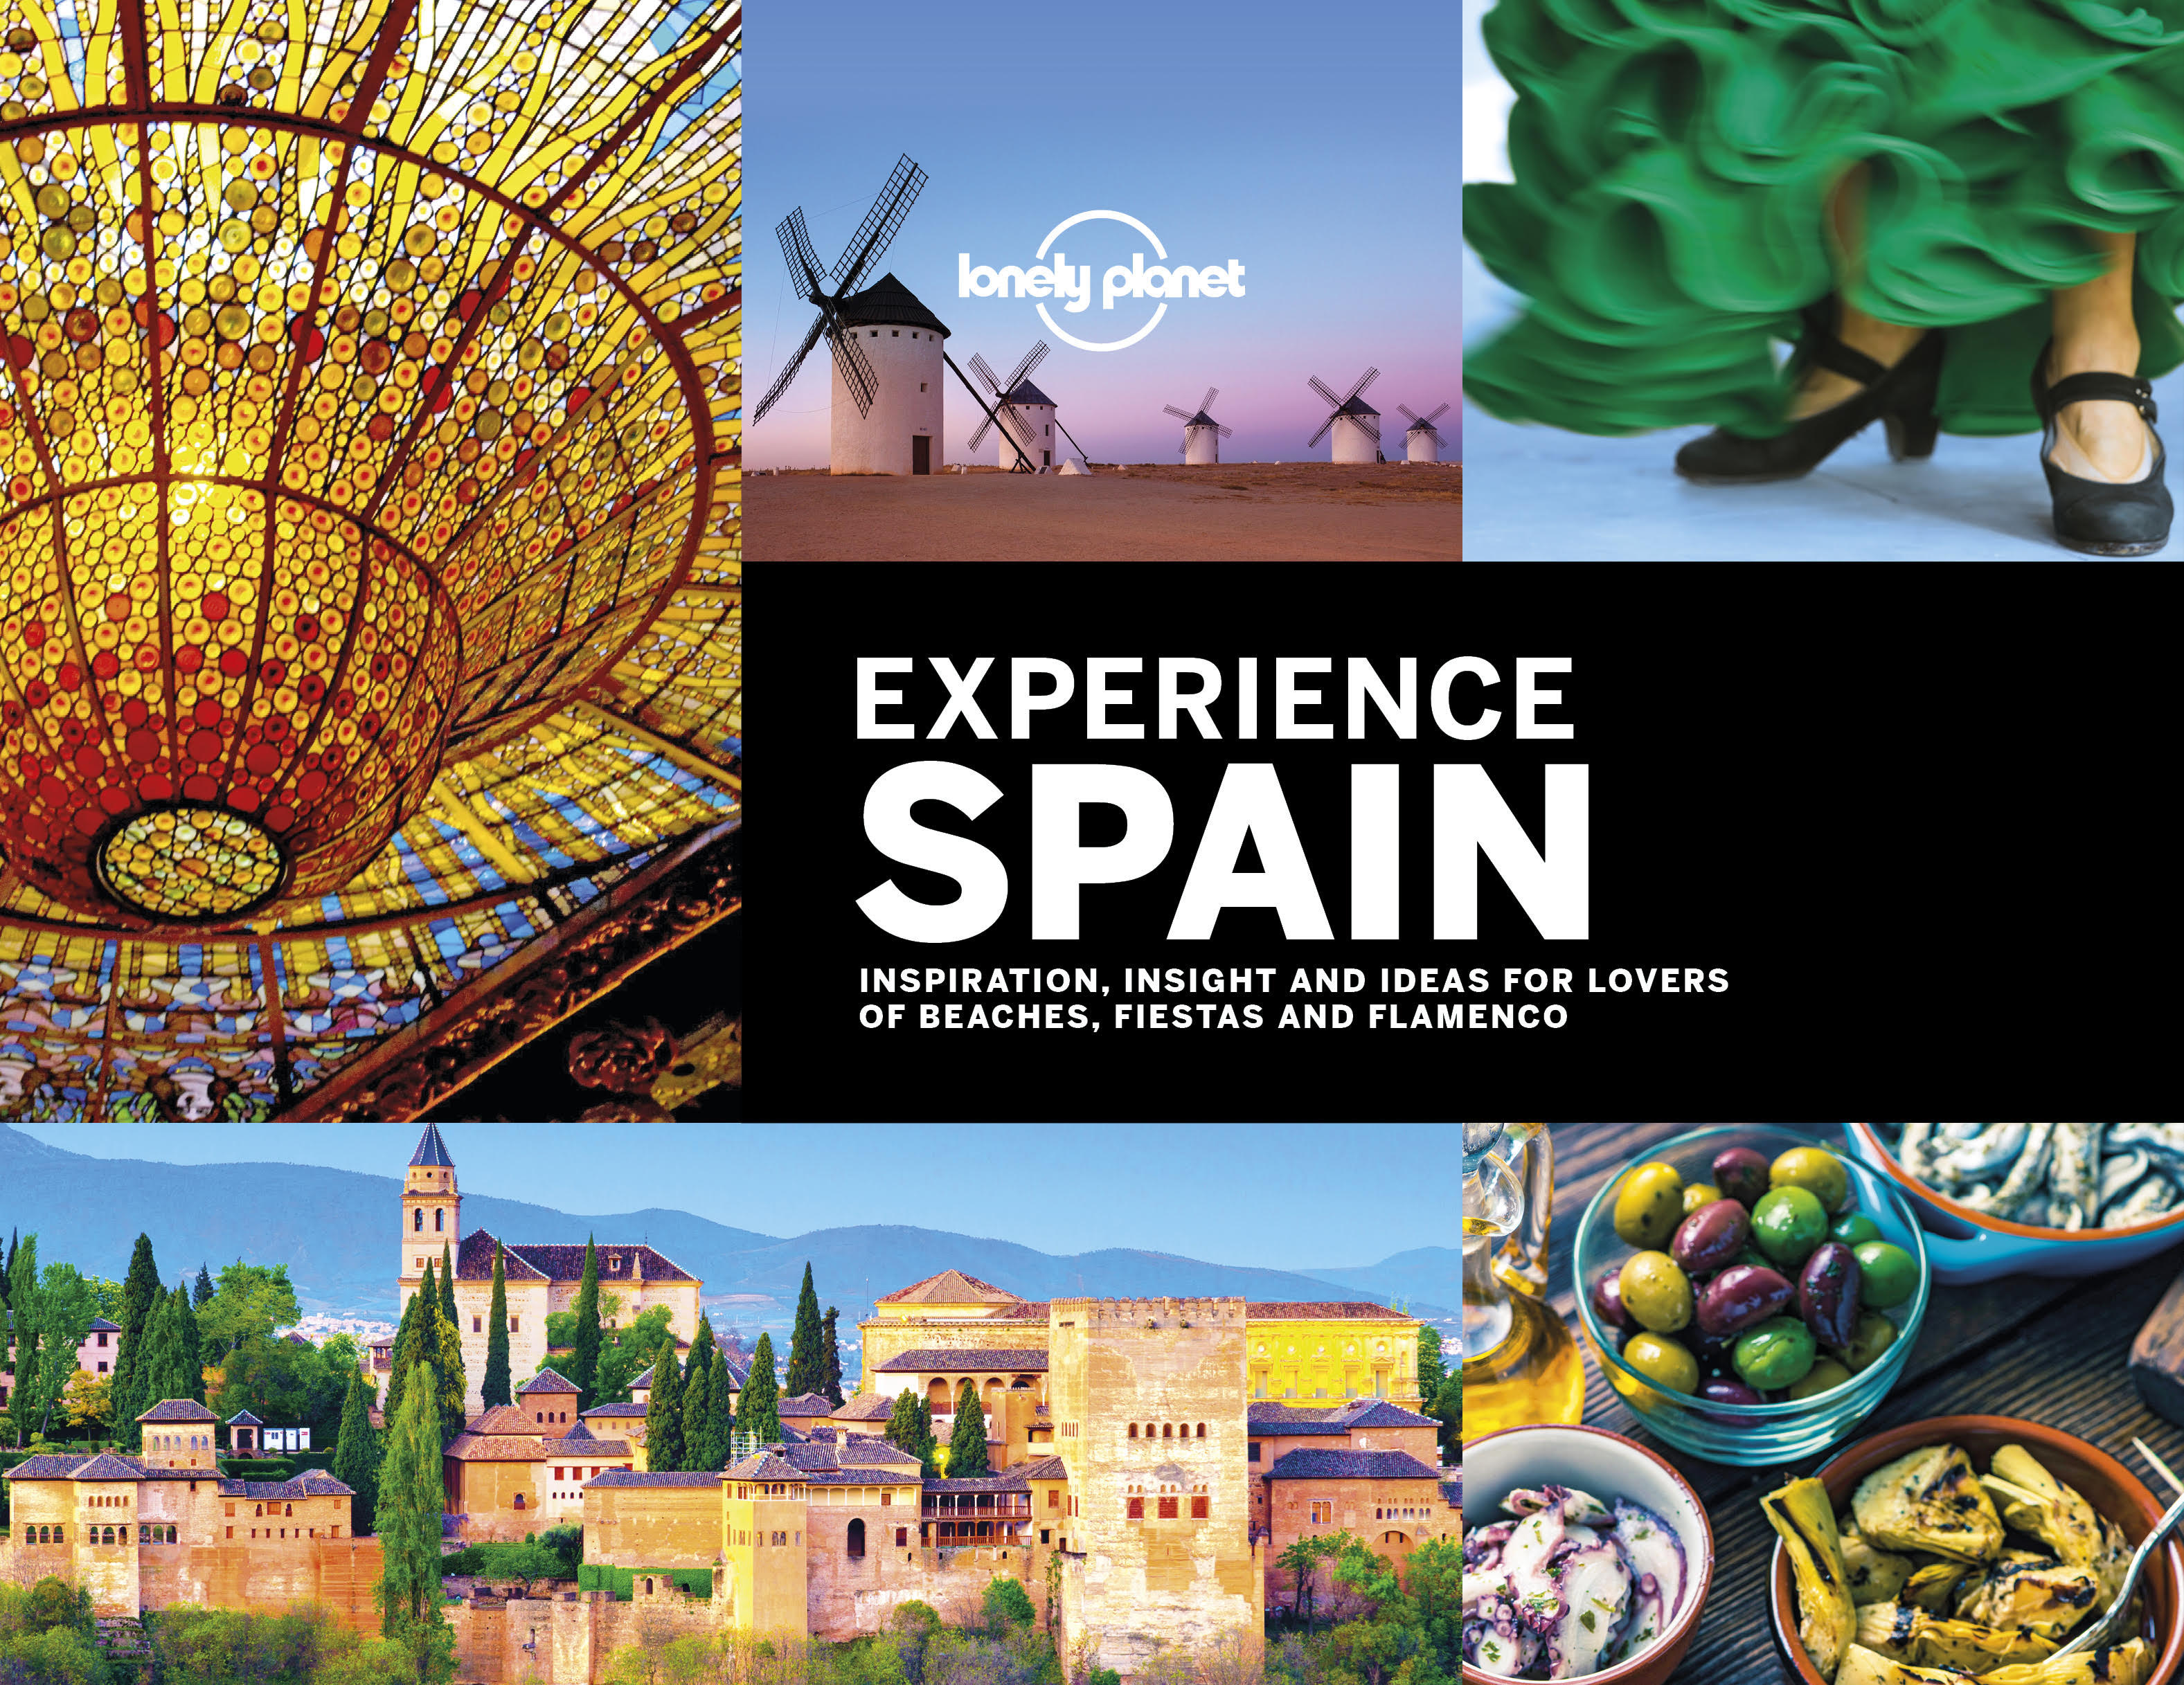 lonely planet
EXPERIENCE
SPAIN
INSPIRATION, INSIGHT AND IDEAS FOR LOVERS
OF BEACHES, FIESTAS AND FLAMENCO